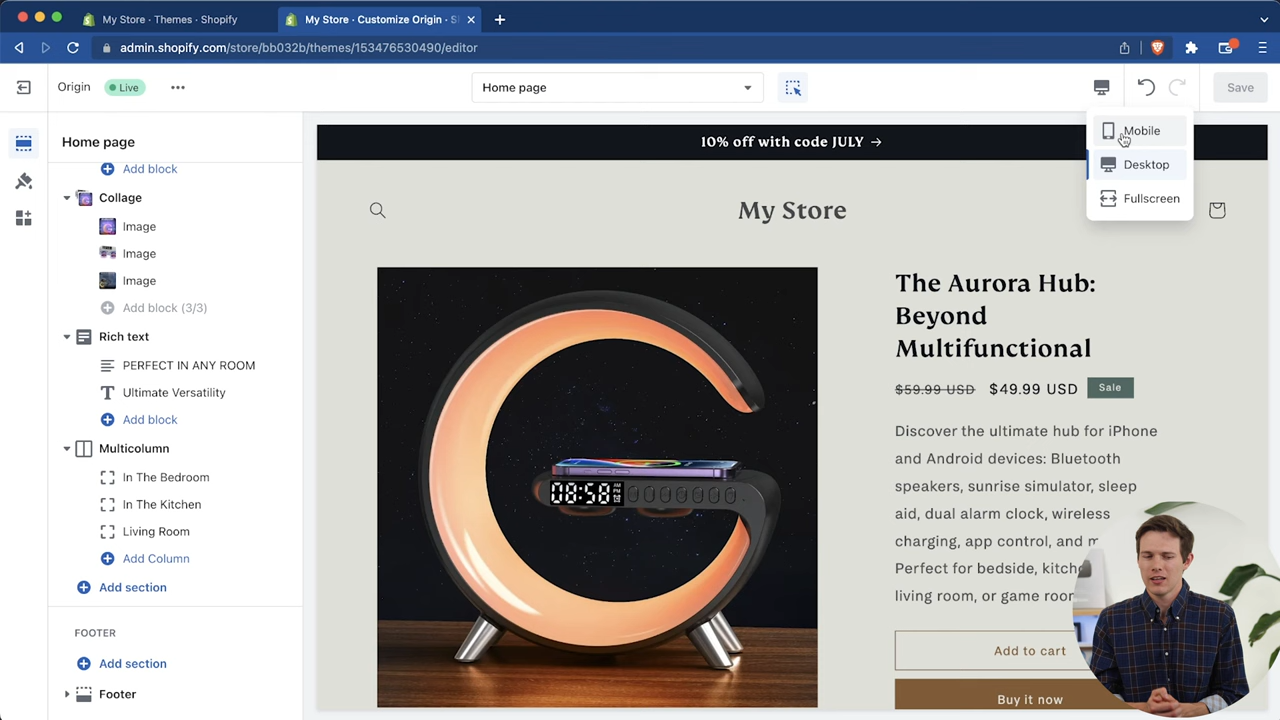 My Store · Themes · Shopify
My Store · Customize Origin · S
admin.shopify.com/store/bb032b/themes/153476530490/editor
Origin
Live
Home page
Save
Home page
Add block
Collage
Image
Image
Image
Add block (3/3)
Rich text
PERFECT IN ANY ROOM
Ultimate Versatility
Add block
Multicolumn
In The Bedroom
In The Kitchen
Living Room
Add Column
Add section
FOOTER
Add section
Footer
Mobile
Desktop
Fullscreen
10% off with code JULY →
My Store
08:58
The Aurora Hub:
Beyond
Multifunctional
$59.99 USD $49.99 USD Sale
Discover the ultimate hub for iPhone
and Android devices: Bluetooth
speakers, sunrise simulator, sleep
aid, dual alarm clock, wireless
charging, app control, and
Perfect for bedside,
living room, or game
Add to cart
Buy it now